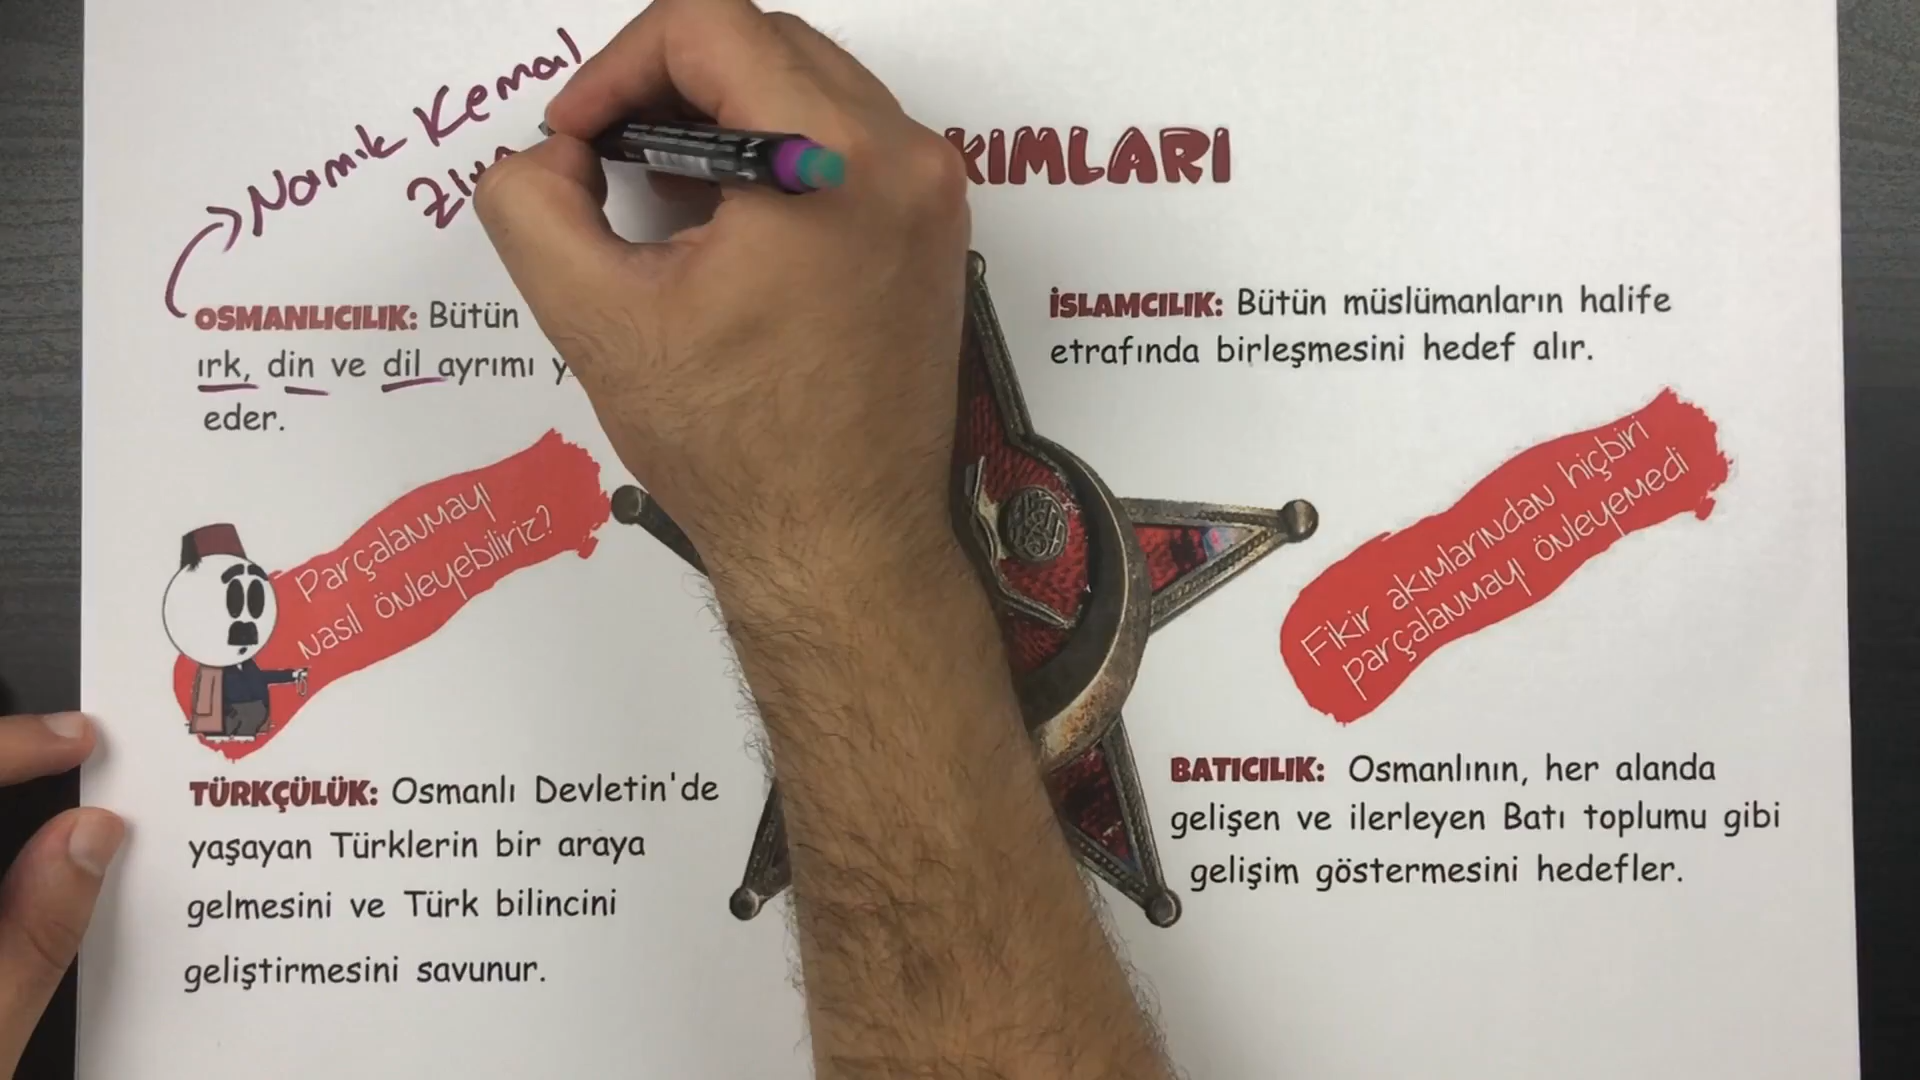 Namık Kemal
KIMLARI
OSMANLICILIK: Bütün
ırk, din ve dil ayrımı
eder.
İSLAMCILIK: Bütün müslümanların halife
etrafında birleşmesini hedef alır.
Parçalanmayı
nasıl önleyebiliriz?
Fikir akımlarından hiçbiri
parçalanmayı önleyemedi
TÜRKÇÜLÜK: Osmanlı Devletin'de
yaşayan Türklerin bir araya
gelmesini ve Türk bilincini
geliştirmesini savunur.
BATICILIK: Osmanlının, her alanda
gelişen ve ilerleyen Batı toplumu gibi
gelişim göstermesini hedefler.